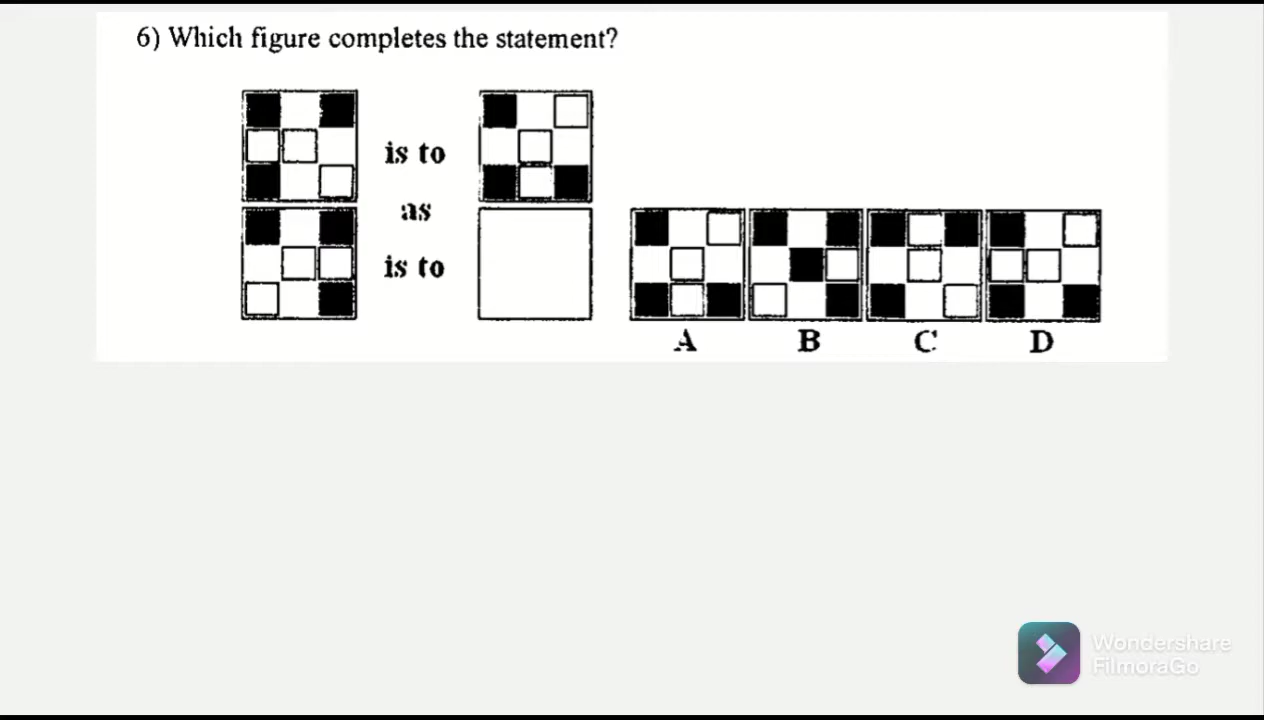 6) Which figure completes the statement?
is to
as
is to
A B C D
Wondershare
FilmoraGo